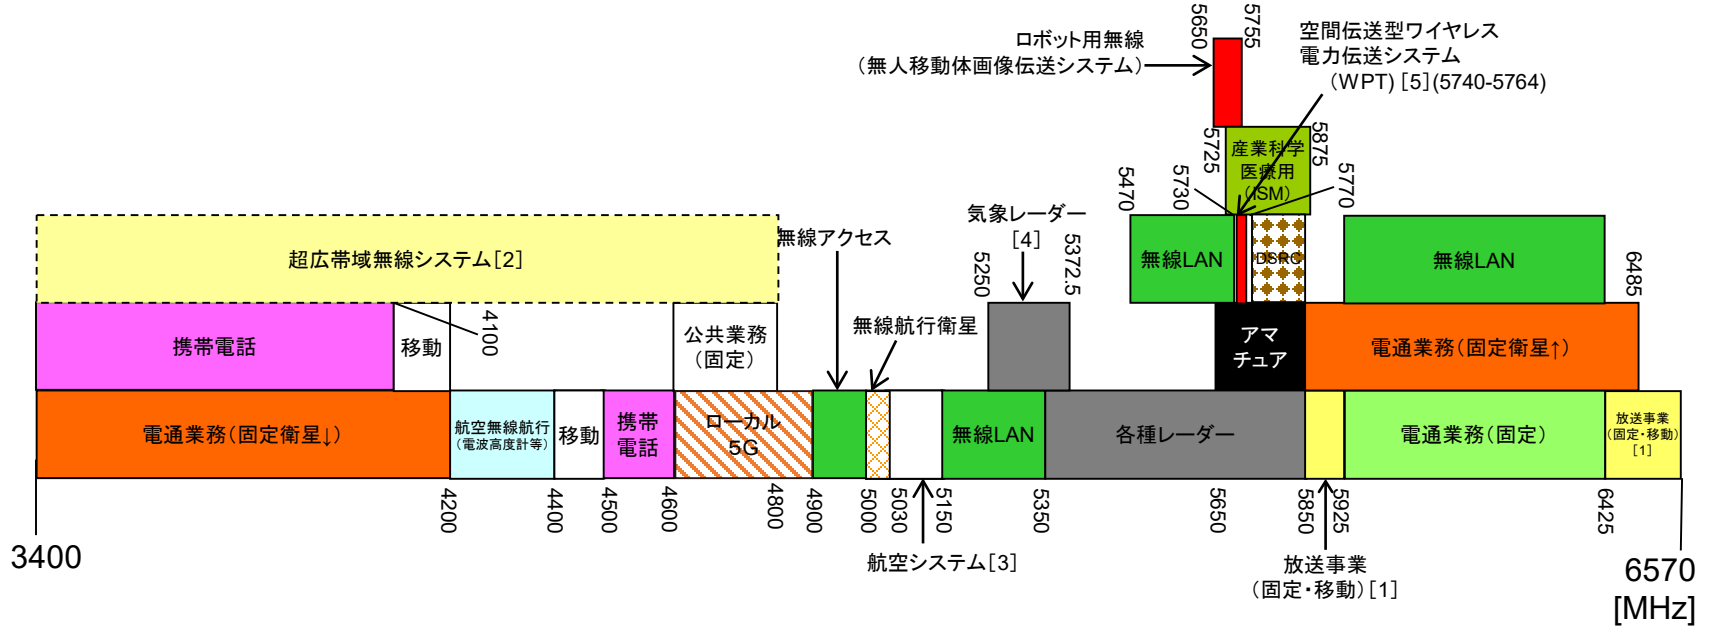 5650
5755
ロボット用無線
（無人移動体画像伝送システム）
空間伝送型ワイヤレス
電力伝送システム
（WPT)［5］(5740-5764)
5725
5875
産業科学
医療用
（ISM）
5470
5730
5770
気象レーダー
［4］
無線アクセス
超広帯域無線システム［2］
5250
5372.5
無線LAN
DSRC
無線LAN
6485
携帯電話
移動
4100
公共業務
（固定）
無線航行衛星
アマ
チュア
電通業務（固定衛星↑）
電通業務（固定衛星↓）
航空無線航行
（電波高度計等）
移動
携帯
電話
ローカル
5G
無線LAN
各種レーダー
電通業務（固定）
放送事業
（固定・移動）
［1］
4200
4400
4500
4600
4800
4900
5000
5030
5150
5350
5650
5850
5925
6425
3400
航空システム［3］
放送事業
（固定・移動）［1］
6570
[MHz]